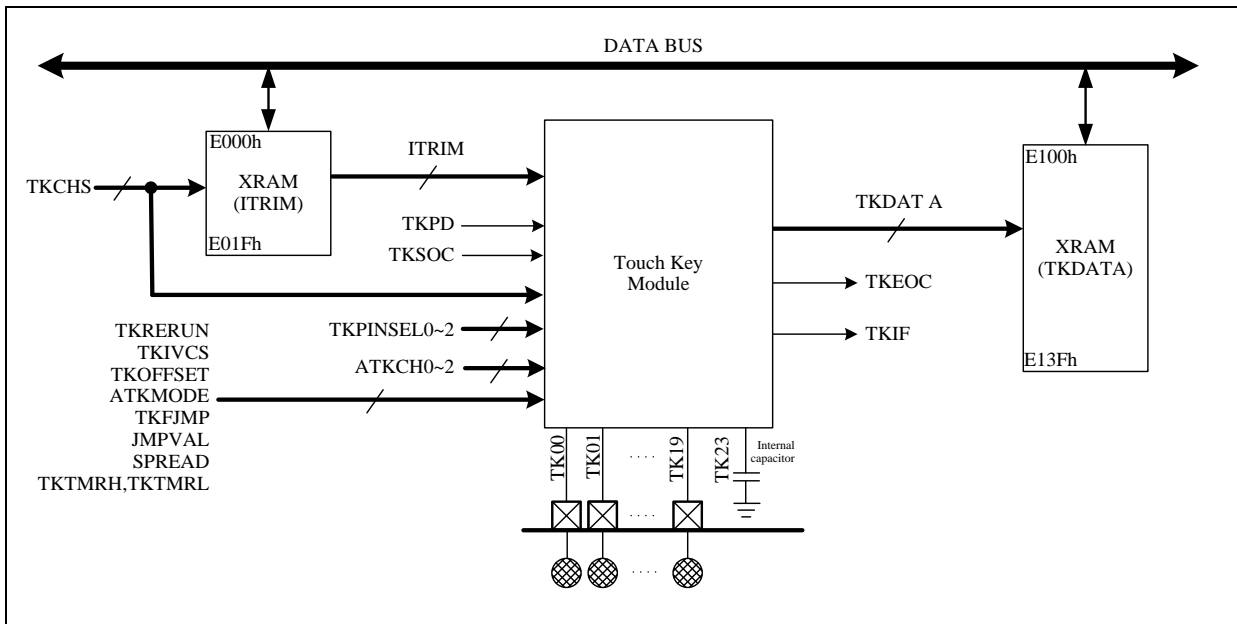 DATA BUS
E000h
ITRIM
E100h
TKCHS
XRAM
(ITRIM)
TKPD
TKDAT A
E01Fh
TKSOC
XRAM
(TKDATA)
Touch Key
Module
TKEOC
TKRERUN
TKPINSEL0~2
TKIF
TKIVCS
TKOFFSET
ATKCH0~2
E13Fh
ATKMODE
TKFJMP
JMPVAL
SPREAD
TKTMRH,TKTMRL
TK00
TK01
....
TK19
TK23
Internal
capacitor
....
....